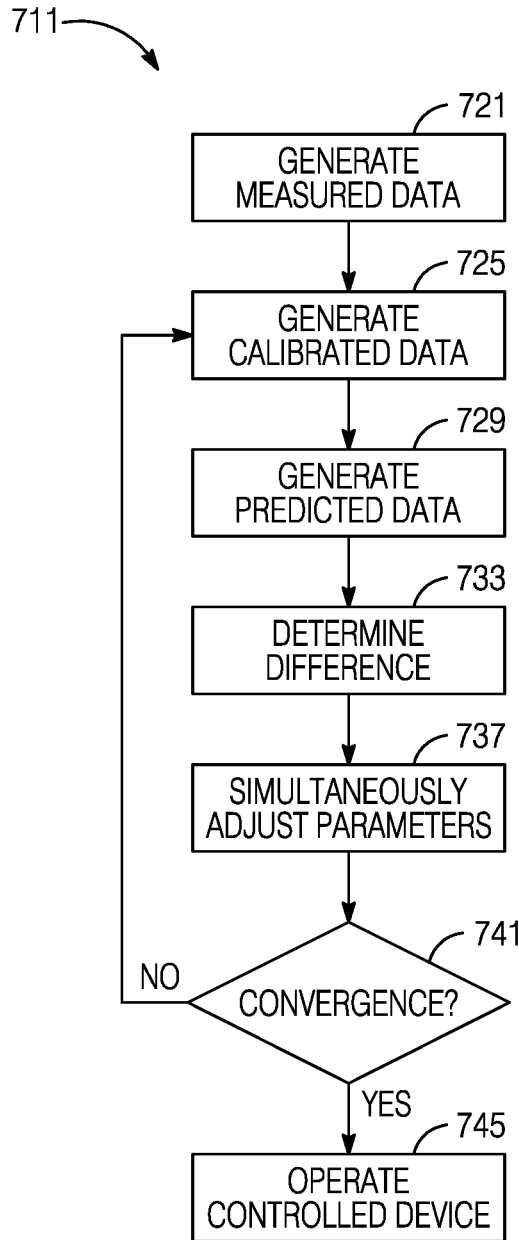 711
721
GENERATE
MEASURED DATA
725
GENERATE
CALIBRATED DATA
729
GENERATE
PREDICTED DATA
733
DETERMINE
DIFFERENCE
737
SIMULTANEOUSLY
ADJUST PARAMETERS
741
NO
CONVERGENCE?
YES
745
OPERATE
CONTROLLED DEVICE